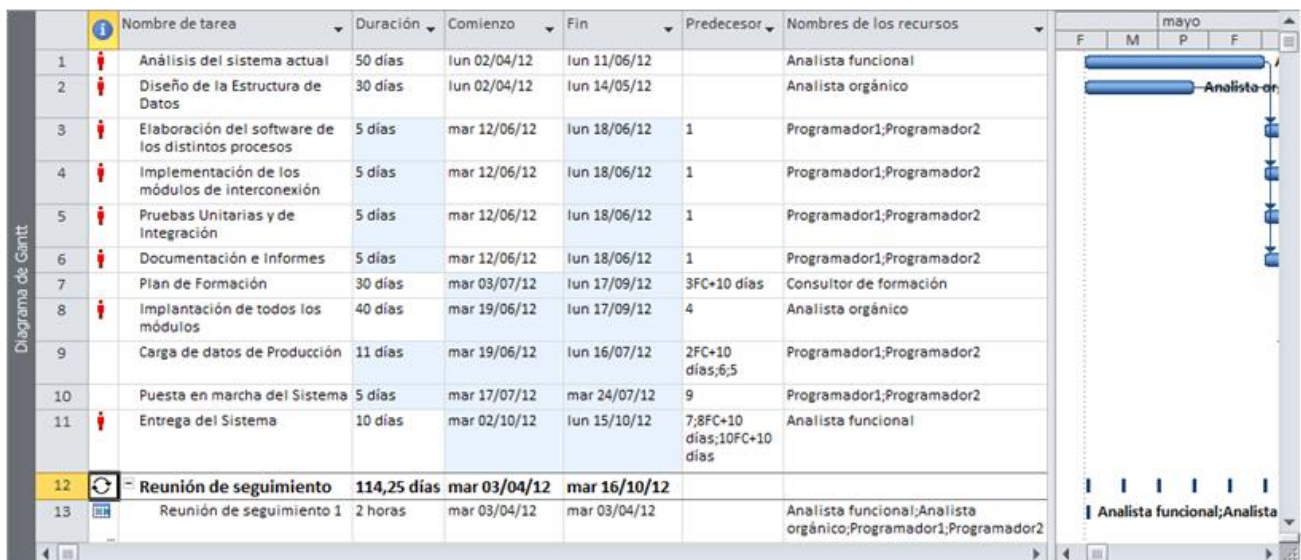 Nombre de tarea Duración Comienzo Fin Predecesor Nombres de los recursos mayo
F M P F
1 Análisis del sistema actual 50 días lun 02/04/12 lun 11/06/12 Analista funcional
2 Diseño de la Estructura de Datos 30 días lun 02/04/12 lun 14/05/12 Analista orgánico Analista or
3 Elaboración del software de los distintos procesos 5 días mar 12/06/12 lun 18/06/12 1 Programador1;Programador2
4 Implementación de los módulos de interconexión 5 días mar 12/06/12 lun 18/06/12 1 Programador1;Programador2
5 Pruebas Unitarias y de Integración 5 días mar 12/06/12 lun 18/06/12 1 Programador1;Programador2
6 Documentación e Informes 5 días mar 12/06/12 lun 18/06/12 1 Programador1;Programador2
7 Plan de Formación 30 días mar 03/07/12 lun 17/09/12 3FC+10 días Consultor de formación
8 Implantación de todos los módulos 40 días mar 19/06/12 lun 17/09/12 4 Analista orgánico
9 Carga de datos de Producción 11 días mar 19/06/12 lun 16/07/12 2FC+10 días;6;5 Programador1;Programador2
10 Puesta en marcha del Sistema 5 días mar 17/07/12 mar 24/07/12 9 Programador1;Programador2
11 Entrega del Sistema 10 días mar 02/10/12 lun 15/10/12 7;8FC+10 días;10FC+10 días Analista funcional
12 Reunión de seguimiento 114,25 días mar 03/04/12 mar 16/10/12
13 Reunión de seguimiento 1 2 horas mar 03/04/12 mar 03/04/12 Analista funcional;Analista orgánico;Programador1;Programador2 Analista funcional;Analista
Diagrama de Gantt